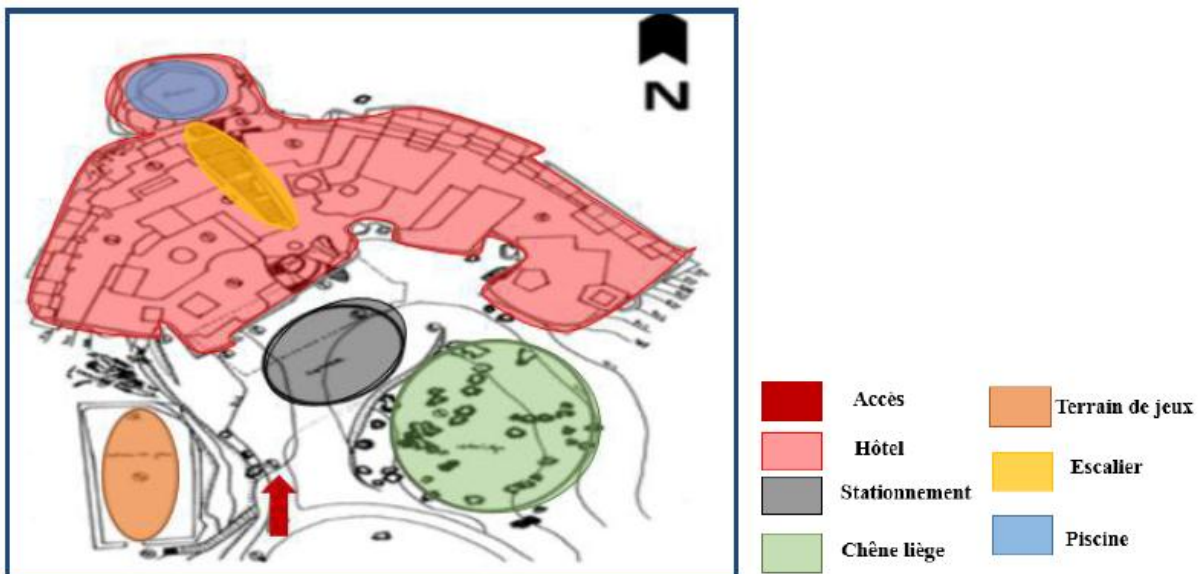 N
Accès
Hôtel
Stationnement
Chêne liège
Terrain de jeux
Escalier
Piscine